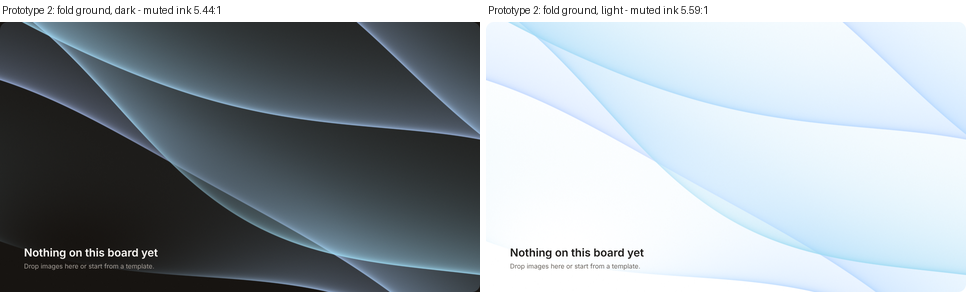 Prototype 2: fold ground, dark - muted ink 5.44:1
Prototype 2: fold ground, light - muted ink 5.59:1
Nothing on this board yet
Drop images here or start from a template.
Nothing on this board yet
Drop images here or start from a template.